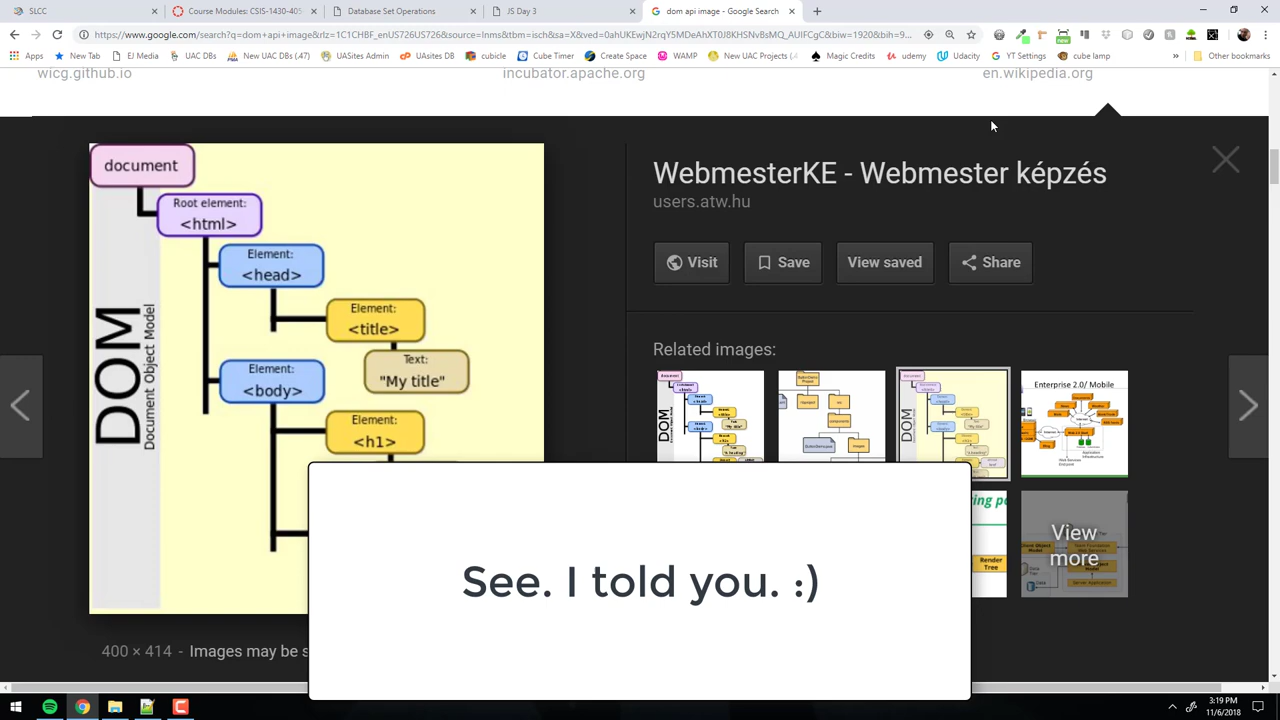 SLCC
Course Modules: CSIS-1430-405
Database Set Operations
JS Day 3
dom api image - Google Search
https://www.google.com/search?q=dom+api+image&rlz=1C1CHBF_enUS726US726&source=lnms&tbm=isch&sa=X&ved=0ahUKEwjN2rqY5MDeAhXT0J8KHSNvBsMQ_AUIFCgC&biw=1920&bih=9...
Apps
New Tab
EJ Media
UAC DBs
New UAC DBs (.47)
UASites Admin
UAsites DB
cubicle
Cube Timer
Create Space
WAMP
New UAC Projects (.
Magic Credits
udemy
Udacity
YT Settings
cube lamp
»
Other bookmarks
wicg.github.io
incubator.apache.org
en.wikipedia.org
document
Root element:
<html>
Element:
<head>
Element:
<title>
Text:
"My title"
Element:
<body>
Element:
<h1>
DOM
Document Object Model
400 × 414 - Images may be s
WebmesterKE - Webmester képzés
users.atw.hu
Visit
Save
View saved
Share
Related images:
Enterprise 2.0/ Mobile
Render
Tree
View
more
See. I told you. :)
3:19 PM
11/6/2018